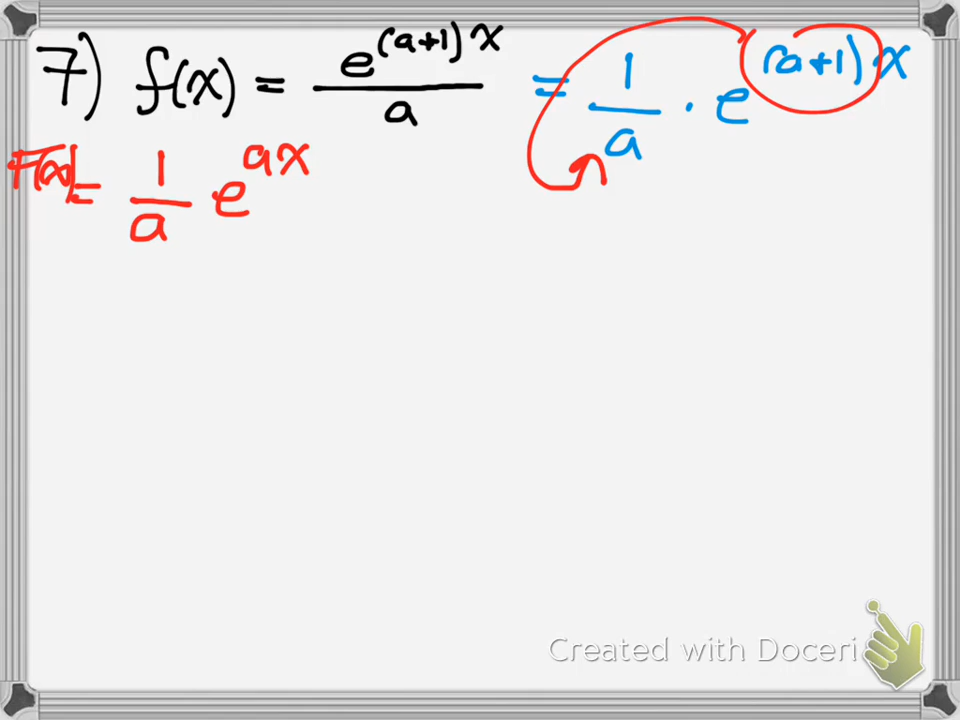 7) f(x) = e^{(a+1)x}/a = 1/a · e^{(a+1)x}
F(x) = 1/a · e^{ax}
Created with Doceri